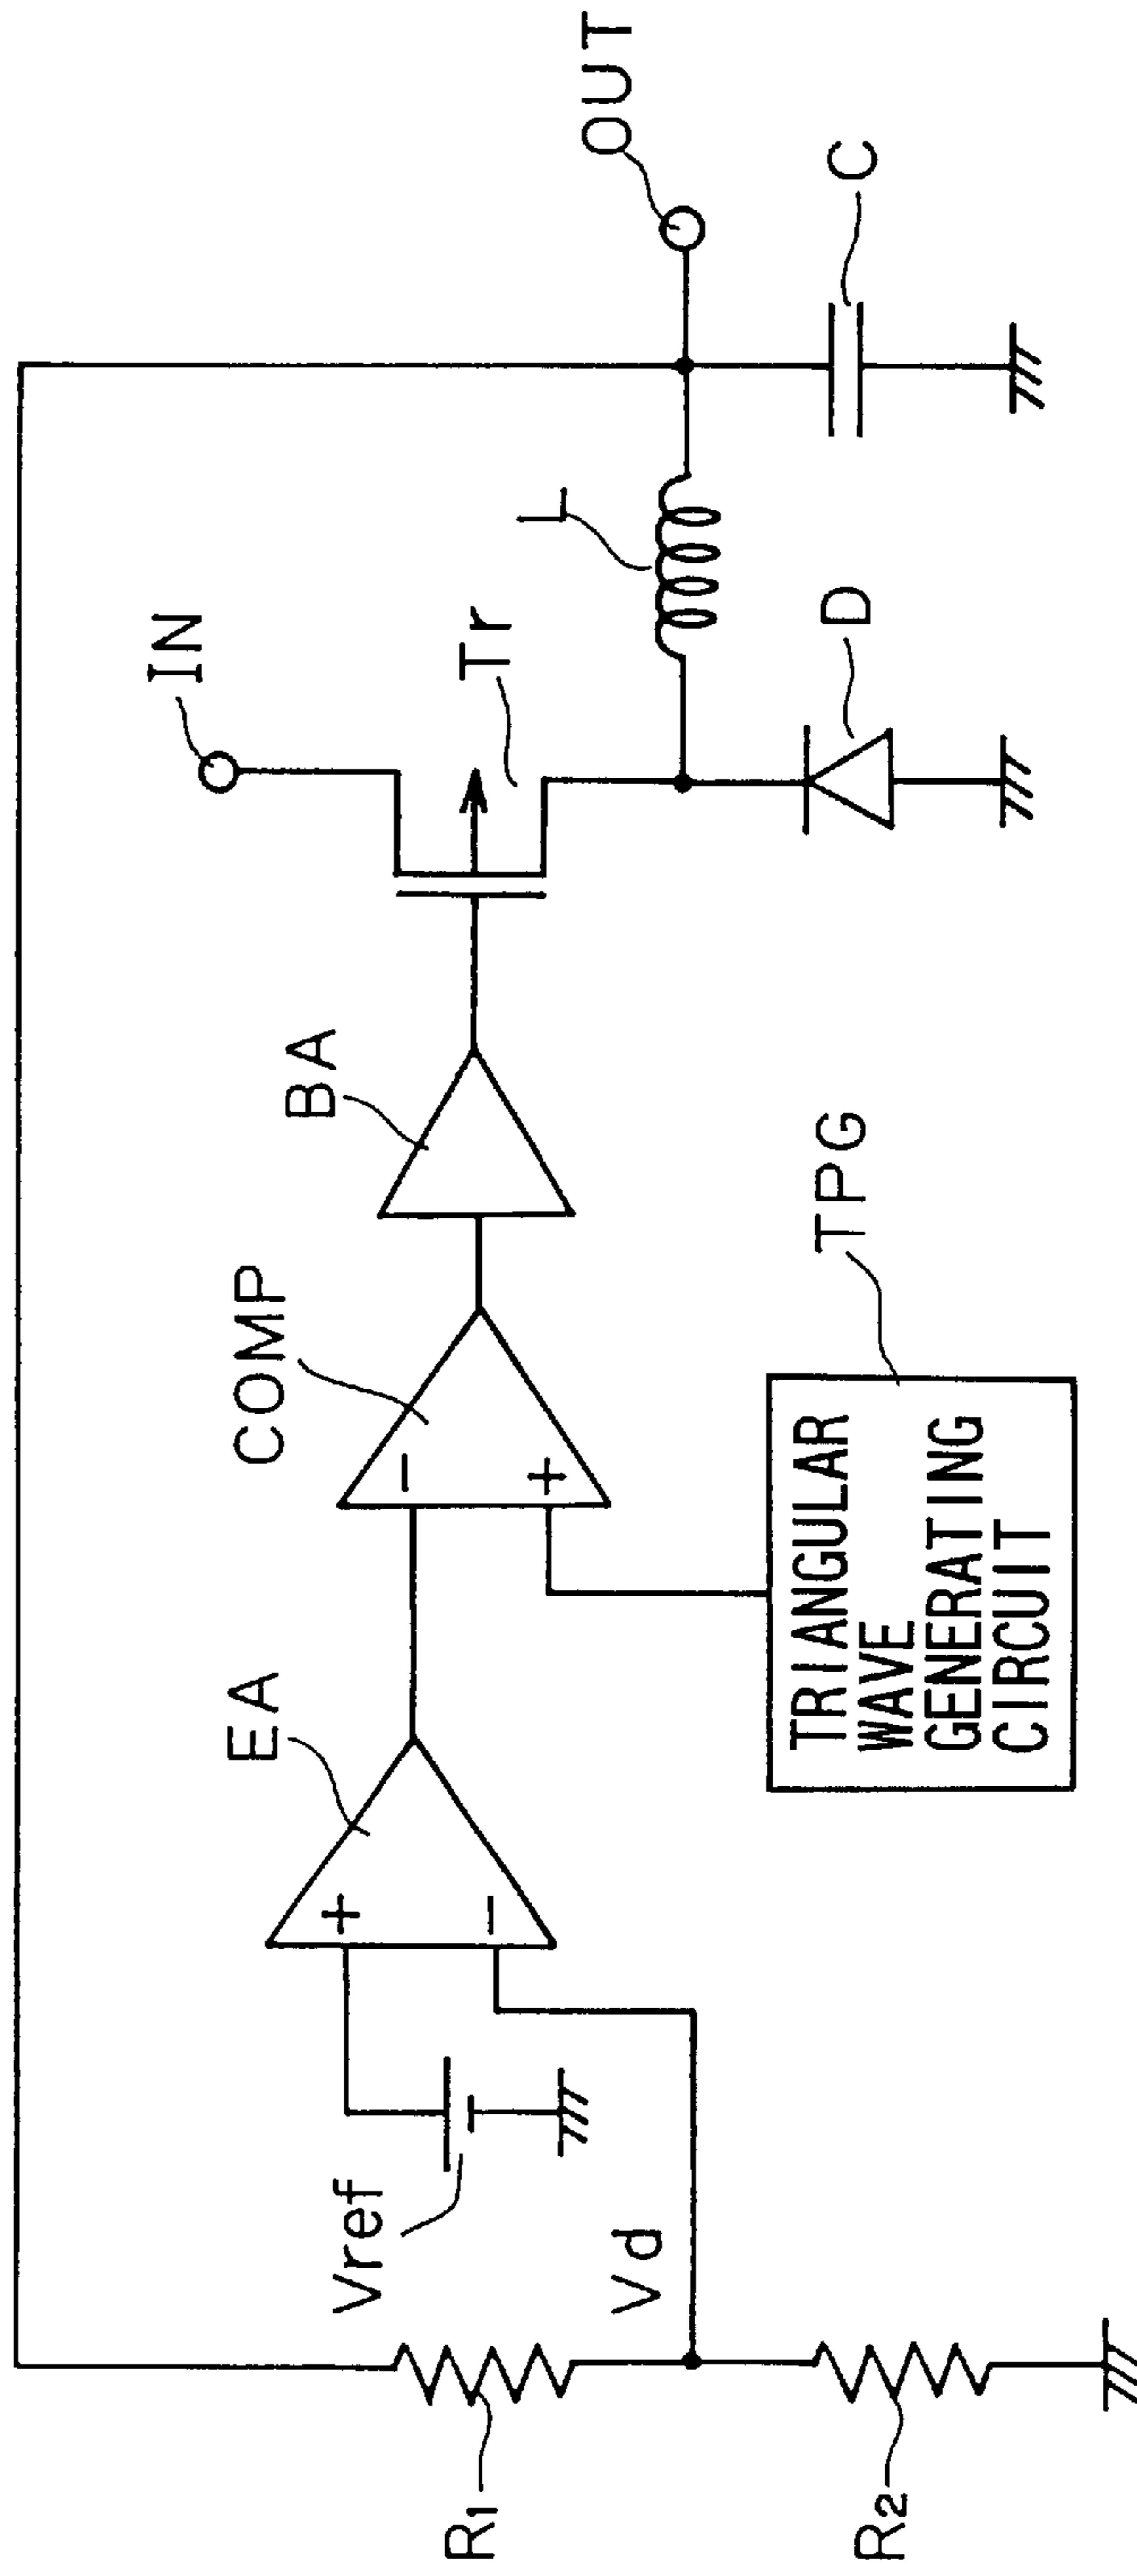 IN
OUT
COMP
BA
EA
Tr
L
Vref
+
−
−
+
R1
Vd
D
C
TPG
TRIANGULAR
WAVE
GENERATING
CIRCUIT
R2